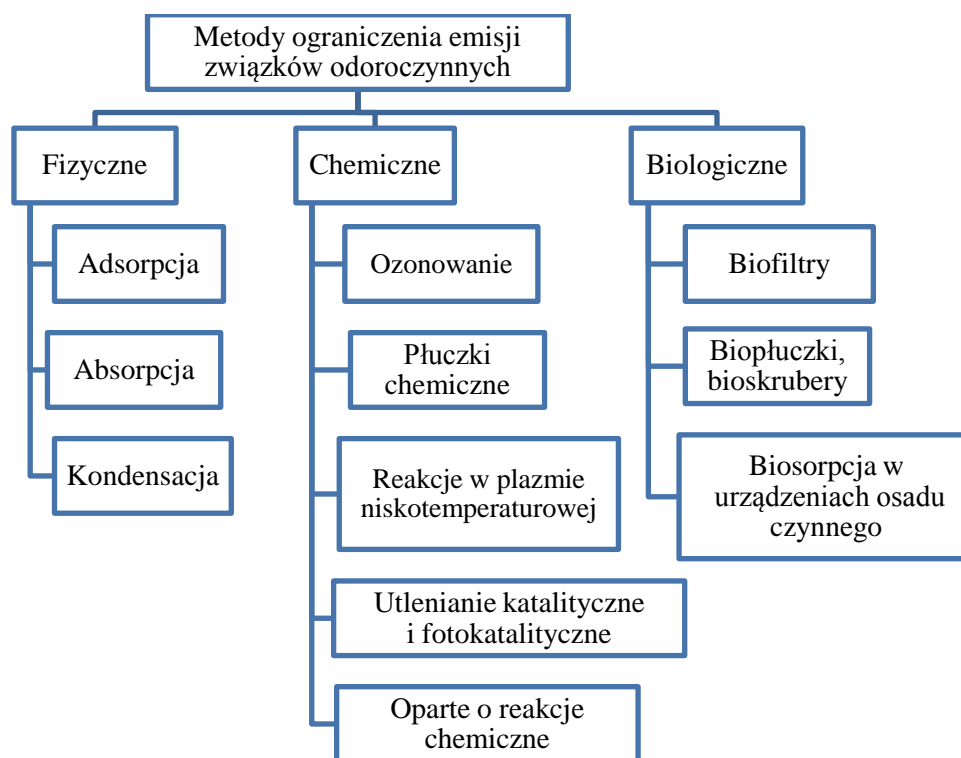 Metody ograniczenia emisji
związków odoroczynnych
Fizyczne
Adsorpcja
Absorpcja
Kondensacja
Chemiczne
Ozonowanie
Płuczki
chemiczne
Reakcje w plazmie
niskotemperaturowej
Utlenianie katalityczne
i fotokatalityczne
Oparte o reakcje
chemiczne
Biologiczne
Biofiltry
Biopłuczki,
bioskrubery
Biosorpcja w
urządzeniach osadu
czynnego